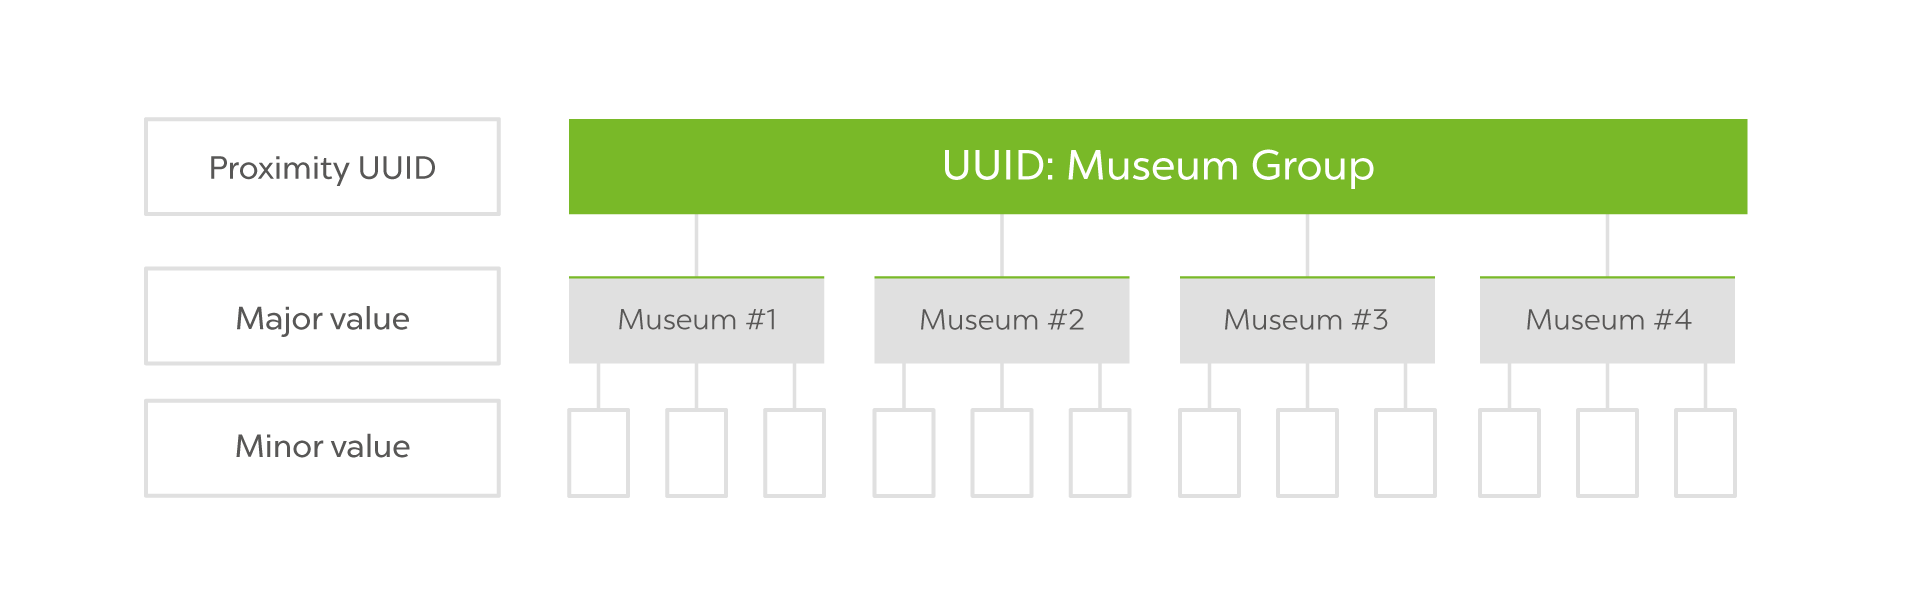 Proximity UUID
UUID: Museum Group
Major value
Museum #1
Museum #2
Museum #3
Museum #4
Minor value